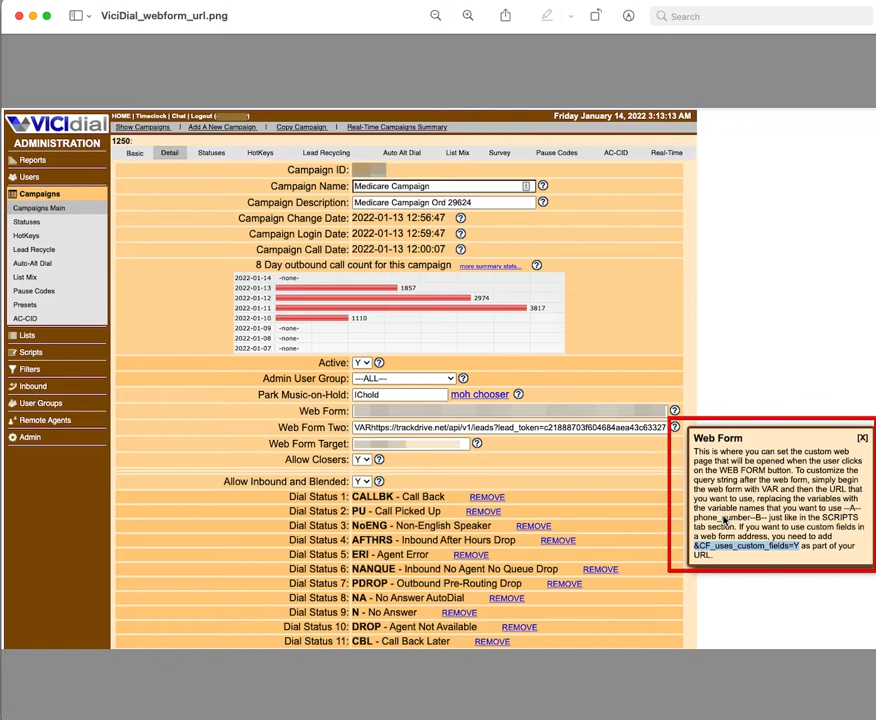 ViciDial_webform_url.png
Search
VICIdial
ADMINISTRATION
HOME | Timeclock | Chat | Logout (
Friday January 14, 2022 3:13:13 AM
Show Campaigns | Add A New Campaign | Copy Campaign | Real-Time Campaigns Summary
1250:
Basic Detail Statuses HotKeys Lead Recycling Auto Alt Dial List Mix Survey Pause Codes AC-CID Real-Time
Reports
Users
Campaigns
Campaigns Main
Statuses
HotKeys
Lead Recycle
Auto-Alt Dial
List Mix
Pause Codes
Presets
AC-CID
Lists
Scripts
Filters
Inbound
User Groups
Remote Agents
Admin
Campaign ID:
Campaign Name: Medicare Campaign
Campaign Description: Medicare Campaign Ord 29624
Campaign Change Date: 2022-01-13 12:56:47
Campaign Login Date: 2022-01-13 12:59:47
Campaign Call Date: 2022-01-13 12:00:07
8 Day outbound call count for this campaign more summary stats...
2022-01-14 -none-
2022-01-13 1857
2022-01-12 2974
2022-01-11 3817
2022-01-10 1110
2022-01-09 -none-
2022-01-08 -none-
2022-01-07 -none-
Active: Y
Admin User Group: ---ALL---
Park Music-on-Hold: IChold moh chooser
Web Form:
Web Form Two: VARhttps://trackdrive.net/api/v1/leads?lead_token=c21888703f604684aea43c63327
Web Form Target:
Allow Closers: Y
Allow Inbound and Blended: Y
Dial Status 1: CALLBK - Call Back REMOVE
Dial Status 2: PU - Call Picked Up REMOVE
Dial Status 3: NoENG - Non-English Speaker REMOVE
Dial Status 4: AFTHRS - Inbound After Hours Drop REMOVE
Dial Status 5: ERI - Agent Error REMOVE
Dial Status 6: NANQUE - Inbound No Agent No Queue Drop REMOVE
Dial Status 7: PDROP - Outbound Pre-Routing Drop REMOVE
Dial Status 8: NA - No Answer AutoDial REMOVE
Dial Status 9: N - No Answer REMOVE
Dial Status 10: DROP - Agent Not Available REMOVE
Dial Status 11: CBL - Call Back Later REMOVE
Web Form [X]
This is where you can set the custom web
page that will be opened when the user clicks
on the WEB FORM button. To customize the
query string after the web form, simply begin
the web form with VAR and then the URL that
you want to use, replacing the variables with
the variable names that you want to use --A--
phone_number--B-- just like in the SCRIPTS
tab section. If you want to use custom fields in
a web form address, you need to add
&CF_uses_custom_fields=Y as part of your
URL.